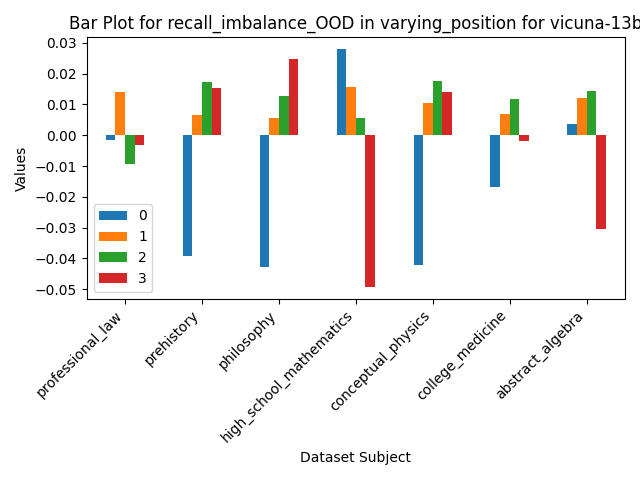 Bar Plot for recall_imbalance_OOD in varying_position for vicuna-13b
0.03
0.02
0.01
0.00
−0.01
−0.02
−0.03
−0.04
−0.05
Values
0
1
2
3
professional_law
prehistory
philosophy
high_school_mathematics
conceptual_physics
college_medicine
abstract_algebra
Dataset Subject